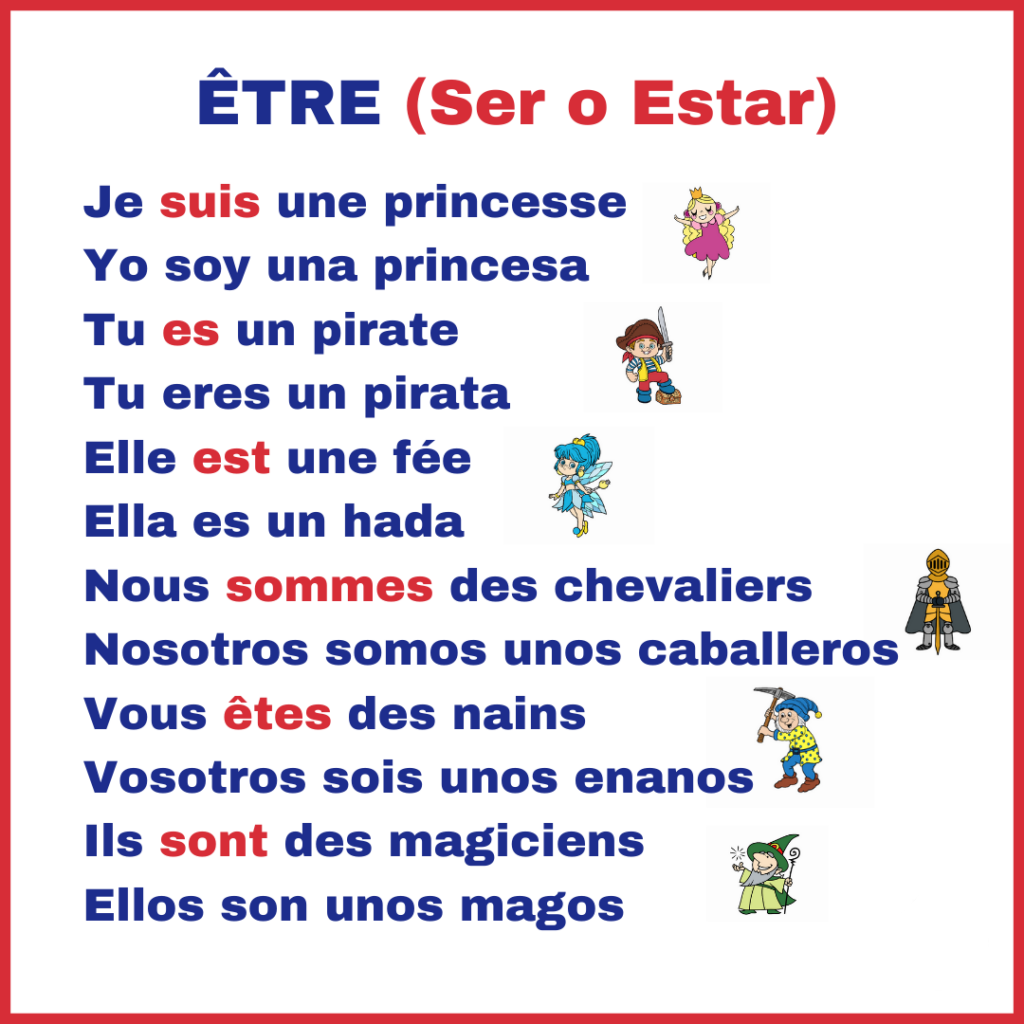 ÊTRE (Ser o Estar)
Je suis une princesse
Yo soy una princesa
Tu es un pirate
Tu eres un pirata
Elle est une fée
Ella es un hada
Nous sommes des chevaliers
Nosotros somos unos caballeros
Vous êtes des nains
Vosotros sois unos enanos
Ils sont des magiciens
Ellos son unos magos